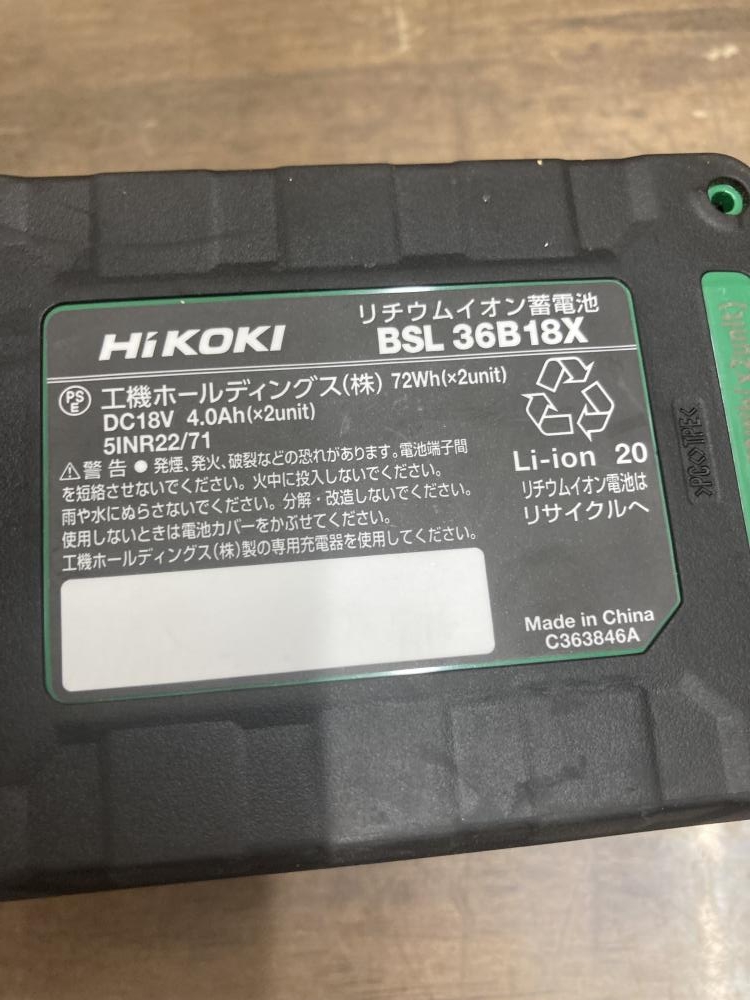 HiKOKI
リチウムイオン蓄電池
BSL 36B18X
PS
E
工機ホールディングス(株) 72Wh(×2unit)
DC18V 4.0Ah(×2unit)
5INR22/71
⚠警告 ● 発煙、発火、破裂などの恐れがあります。電池端子間
を短絡させないでください。火中に投入しないでください。
雨や水にぬらさないでください。分解・改造しないでください。
使用しないときは電池カバーをかぶせてください。
工機ホールディングス(株)製の専用充電器を使用してください。
Li-ion 20
リチウムイオン電池は
リサイクルへ
Made in China
C363846A